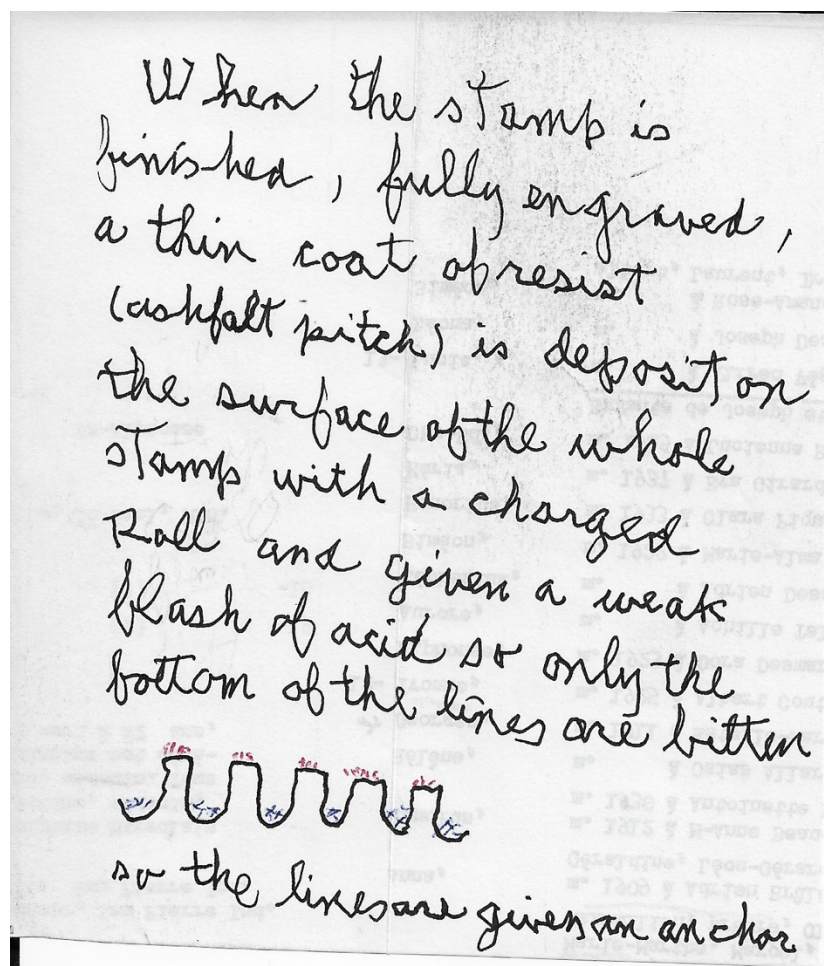 When the stamp is
finished, fully engraved,
a thin coat of resist
(ashfalt pitch) is deposit on
the surface of the whole
stamp with a charged
Roll and given a weak
flash of acid so only the
bottom of the lines are bitten
so the lines are given an anchor